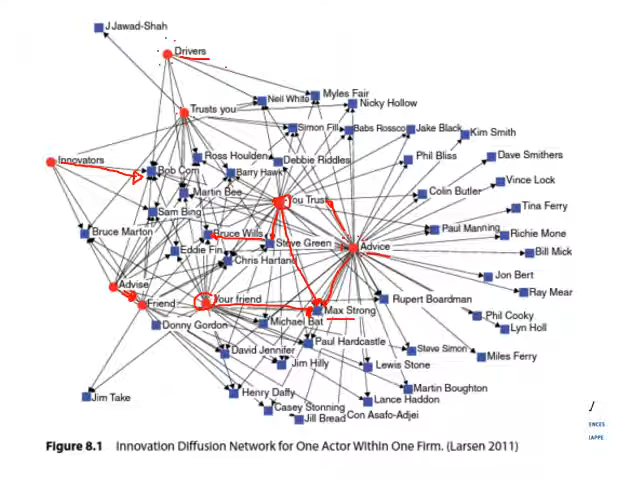 J Jawad-Shah
Drivers
Neil White
Myles Fair
Nicky Hollow
Trusts you
Simon Fill
Babs Rossco
Jake Black
Kim Smith
Innovators
Bob Com
Ross Houlden
Barry Hawk
Debbie Riddles
Phil Bliss
Dave Smithers
Martin Bee
You Trust
Colin Butler
Vince Lock
Sam Bing
Tina Ferry
Bruce Marton
Bruce Wills
Steve Green
Advice
Paul Manning
Richie Mone
Eddie Fin
Chris Hartand
Bill Mick
Advise
Friend
Your friend
Max Strong
Rupert Boardman
Jon Bert
Ray Mear
Donny Gordon
Michael Bat
Phil Cooky
Lyn Holl
David Jennifer
Paul Hardcastle
Jim Hilly
Lewis Stone
Steve Simon
Miles Ferry
Jim Take
Henry Daffy
Martin Boughton
Lance Haddon
Casey Stonning
Jill Bread
Con Asafo-Adjei
ENCES
IAPPE
Figure 8.1 Innovation Diffusion Network for One Actor Within One Firm. (Larsen 2011)